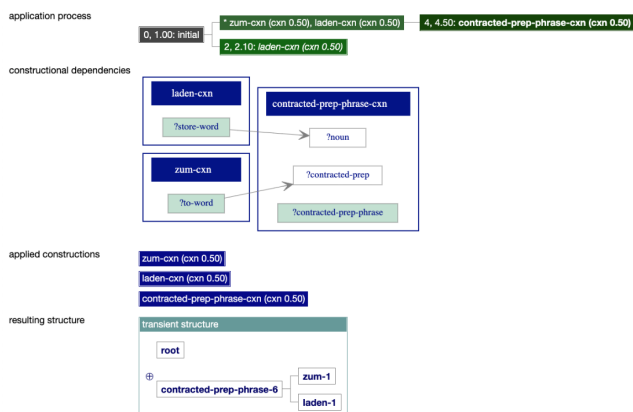 application process
0, 1.00: initial
* zum-cxn (cxn 0.50), laden-cxn (cxn 0.50)
4, 4.50: contracted-prep-phrase-cxn (cxn 0.50)
2, 2.10: laden-cxn (cxn 0.50)
constructional dependencies
laden-cxn
?store-word
contracted-prep-phrase-cxn
?noun
zum-cxn
?to-word
?contracted-prep
?contracted-prep-phrase
applied constructions
zum-cxn (cxn 0.50)
laden-cxn (cxn 0.50)
contracted-prep-phrase-cxn (cxn 0.50)
resulting structure
transient structure
root
contracted-prep-phrase-6
zum-1
laden-1